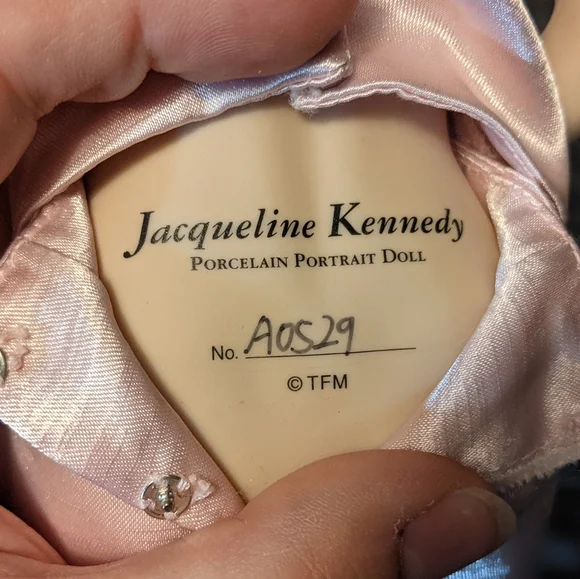 Jacqueline Kennedy
Porcelain Portrait Doll
No. A0529
© TFM